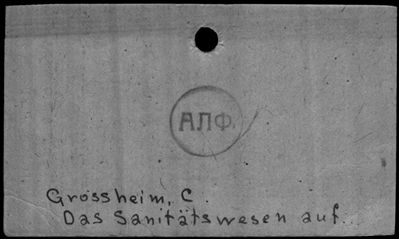 АЛФ.
Grossheim, C.
Das Sanitätswesen auf..